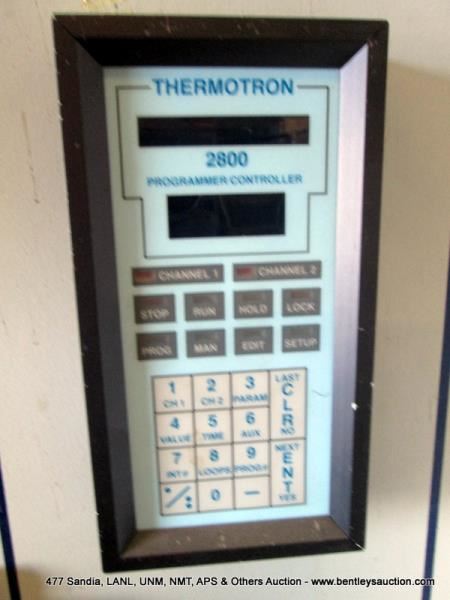 THERMOTRON
2800
PROGRAMMER/CONTROLLER
CHANNEL 1 CHANNEL 2
STOP RUN HOLD LOCK
PROG MAN EDIT SETUP
1 2 3 LAST
CH 1 CH 2 PARAM CLR
4 5 6 NO
VALUE TIME AUX
7 8 9 NEXT
INT# LOOPS PROG# ENT
0 — YES
477 Sandia, LANL, UNM, NMT, APS & Others Auction - www.bentleysauction.com